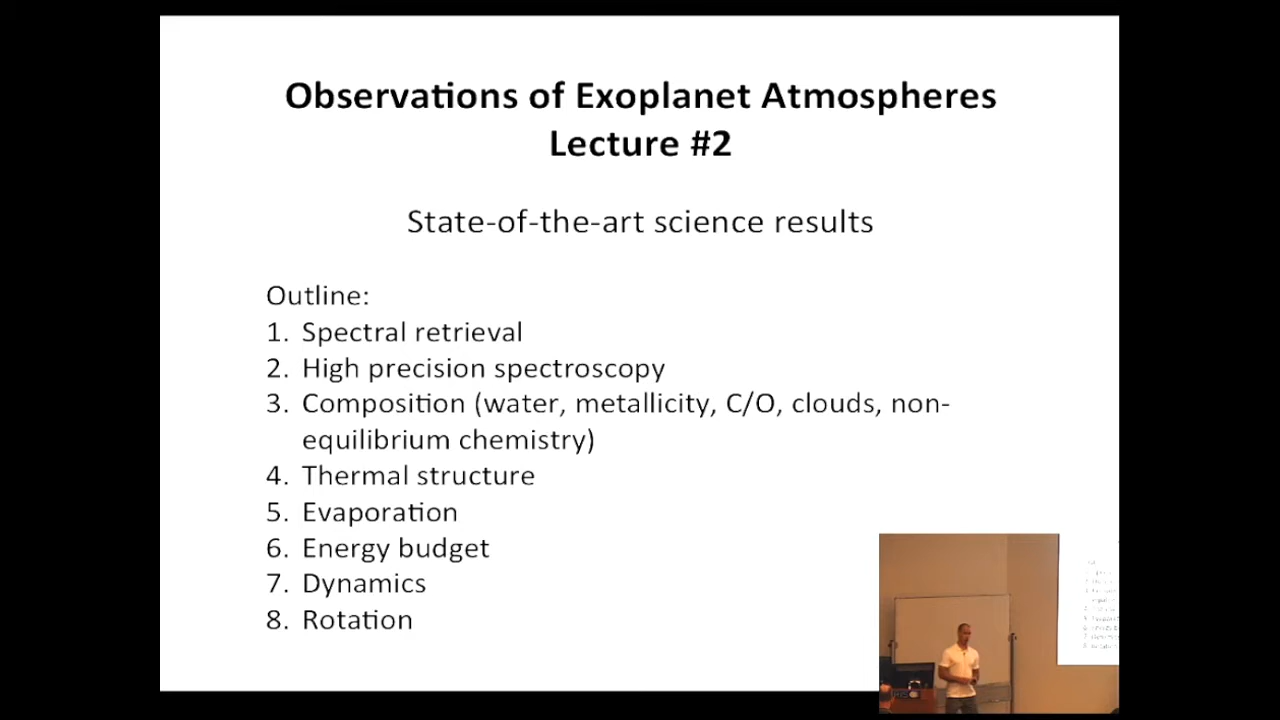 Observations of Exoplanet Atmospheres
Lecture #2
State-of-the-art science results
Outline:
1. Spectral retrieval
2. High precision spectroscopy
3. Composition (water, metallicity, C/O, clouds, non-
equilibrium chemistry)
4. Thermal structure
5. Evaporation
6. Energy budget
7. Dynamics
8. Rotation